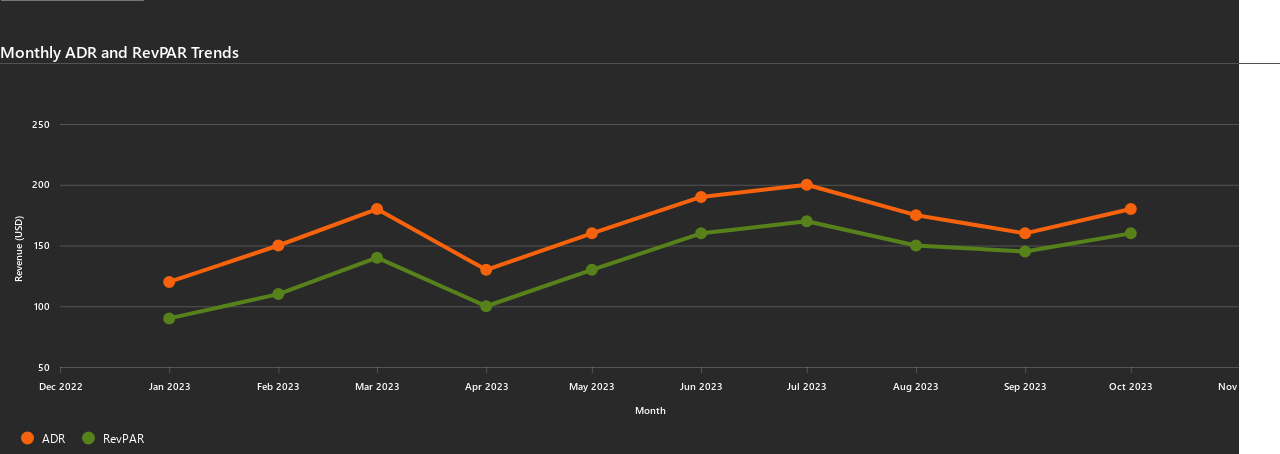 Monthly ADR and RevPAR Trends
250
200
150
100
50
Revenue (USD)
Dec 2022 Jan 2023 Feb 2023 Mar 2023 Apr 2023 May 2023 Jun 2023 Jul 2023 Aug 2023 Sep 2023 Oct 2023 Nov
Month
ADR RevPAR